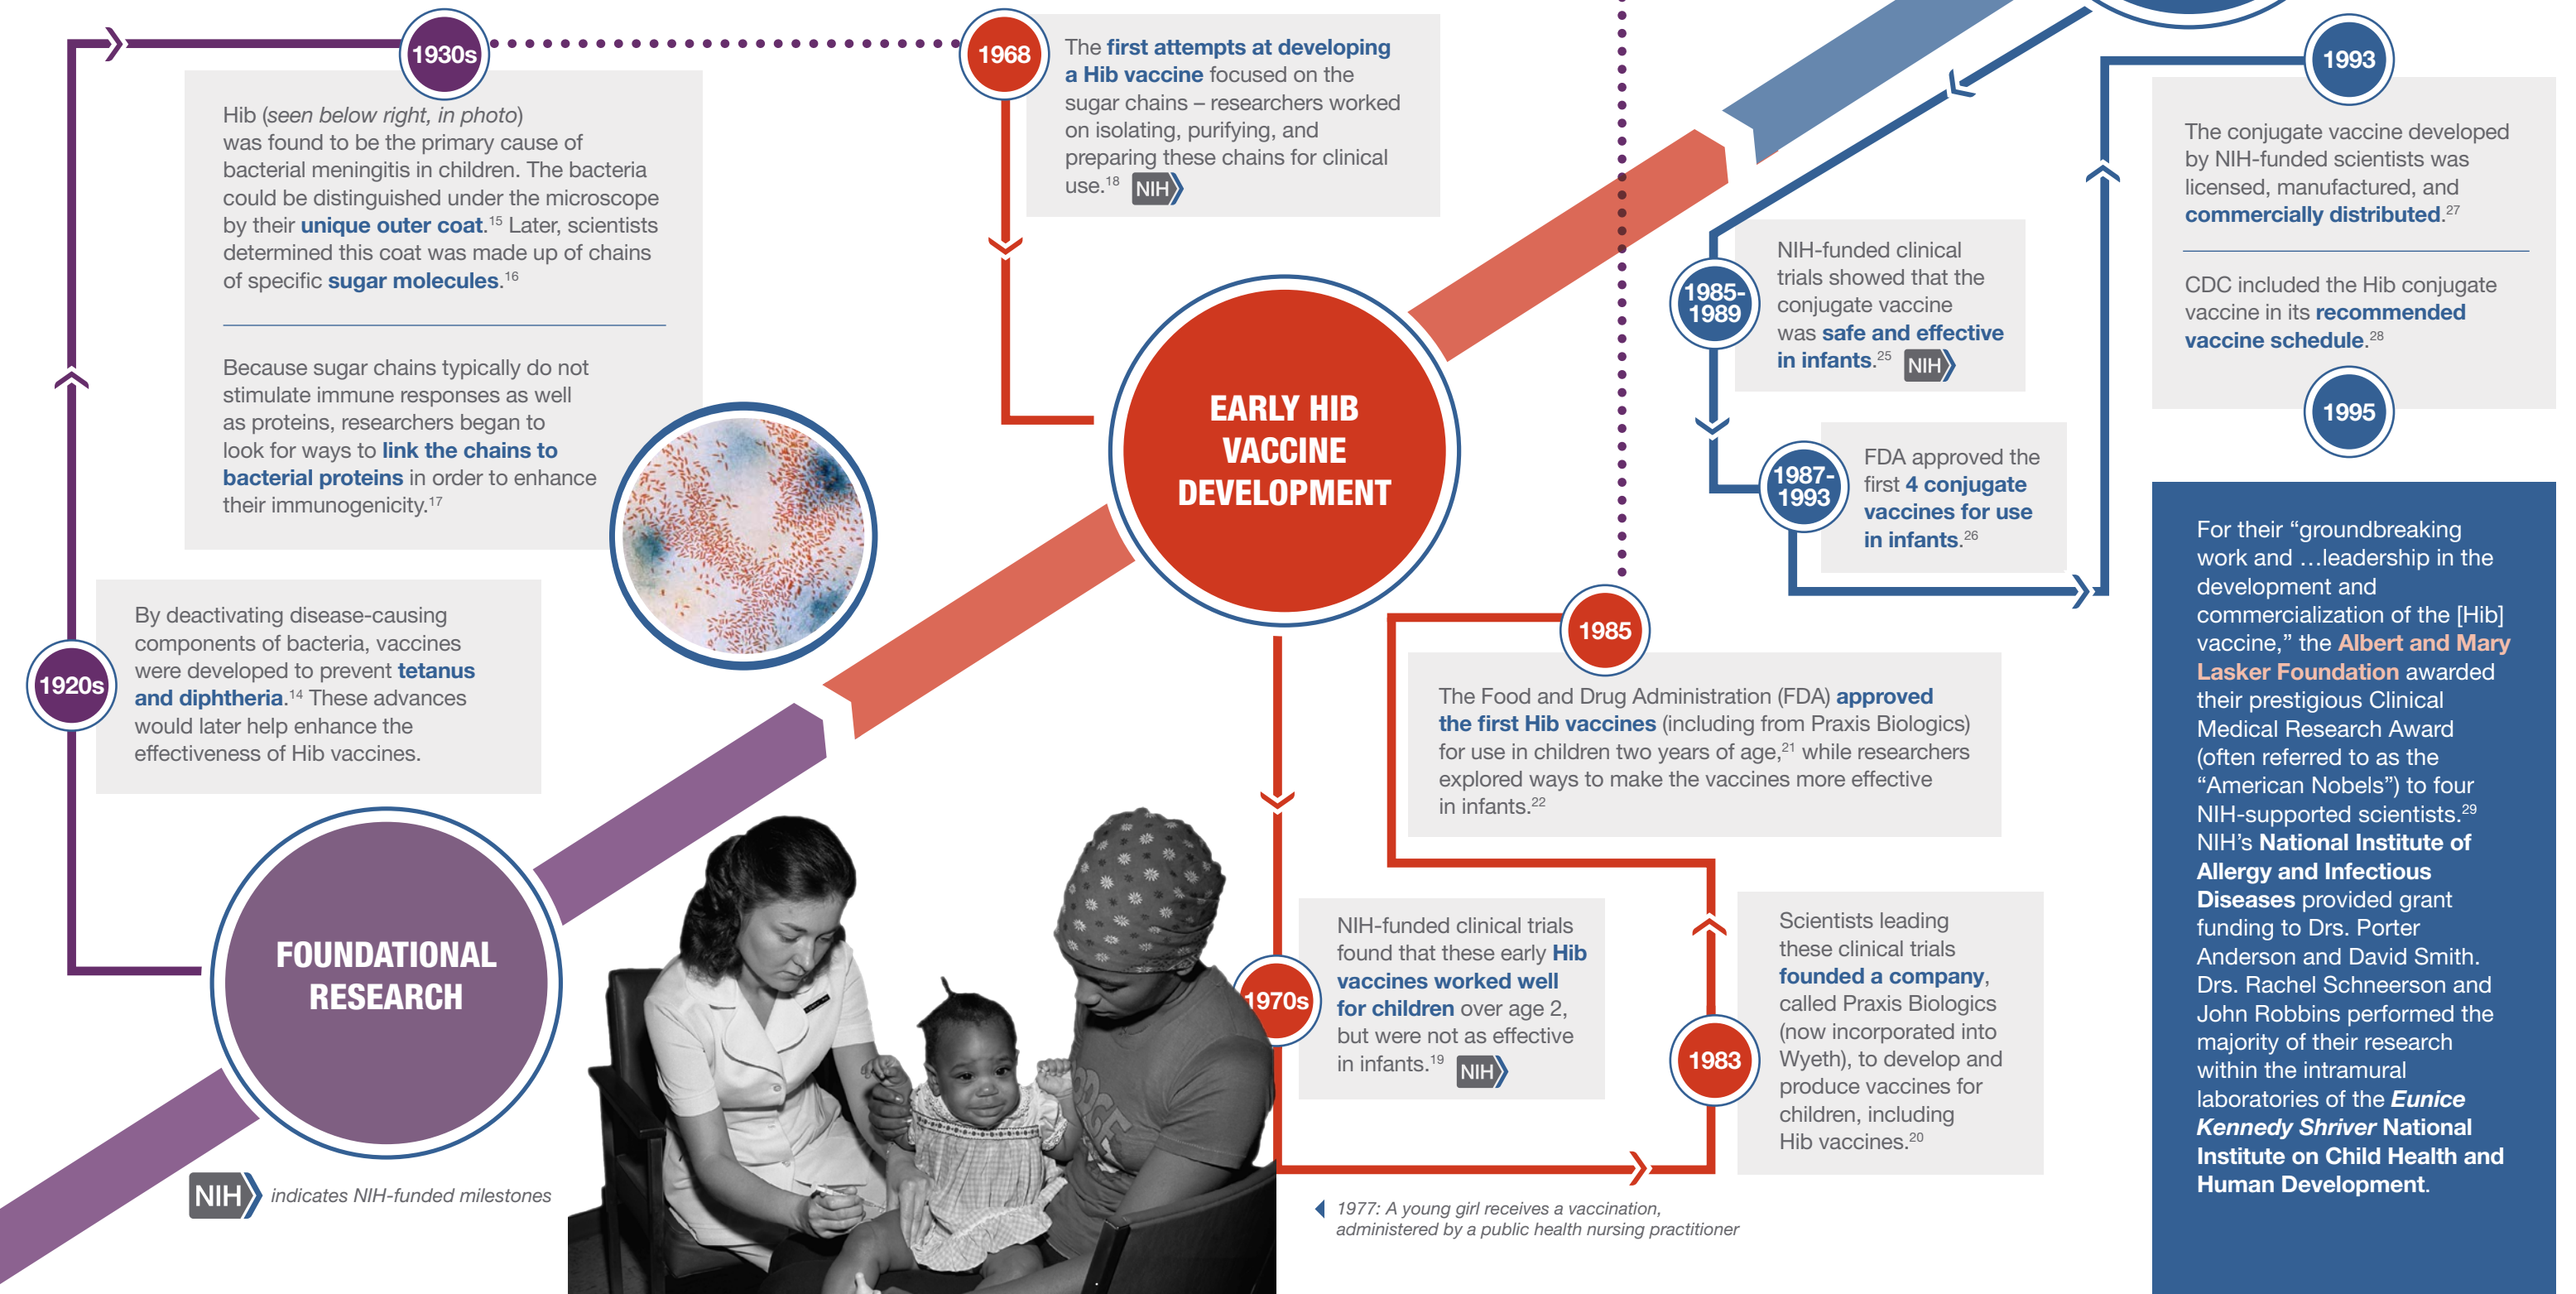 1930s
Hib (seen below right, in photo)
was found to be the primary cause of
bacterial meningitis in children. The bacteria
could be distinguished under the microscope
by their unique outer coat.15 Later, scientists
determined this coat was made up of chains
of specific sugar molecules.16
Because sugar chains typically do not
stimulate immune responses as well
as proteins, researchers began to
look for ways to link the chains to
bacterial proteins in order to enhance
their immunogenicity.17
1920s
By deactivating disease-causing
components of bacteria, vaccines
were developed to prevent tetanus
and diphtheria.14 These advances
would later help enhance the
effectiveness of Hib vaccines.
FOUNDATIONAL
RESEARCH
NIH indicates NIH-funded milestones
1968
The first attempts at developing
a Hib vaccine focused on the
sugar chains – researchers worked
on isolating, purifying, and
preparing these chains for clinical
use.18 NIH
EARLY HIB
VACCINE
DEVELOPMENT
1970s
NIH-funded clinical trials
found that these early Hib
vaccines worked well
for children over age 2,
but were not as effective
in infants.19 NIH
1977: A young girl receives a vaccination,
administered by a public health nursing practitioner
1983
Scientists leading
these clinical trials
founded a company,
called Praxis Biologics
(now incorporated into
Wyeth), to develop and
produce vaccines for
children, including
Hib vaccines.20
1985
The Food and Drug Administration (FDA) approved
the first Hib vaccines (including from Praxis Biologics)
for use in children two years of age,21 while researchers
explored ways to make the vaccines more effective
in infants.22
1985-
1989
NIH-funded clinical
trials showed that the
conjugate vaccine
was safe and effective
in infants.25 NIH
1987-
1993
FDA approved the
first 4 conjugate
vaccines for use
in infants.26
1993
The conjugate vaccine developed
by NIH-funded scientists was
licensed, manufactured, and
commercially distributed.27
CDC included the Hib conjugate
vaccine in its recommended
vaccine schedule.28
1995
For their “groundbreaking
work and …leadership in the
development and
commercialization of the [Hib]
vaccine,” the Albert and Mary
Lasker Foundation awarded
their prestigious Clinical
Medical Research Award
(often referred to as the
“American Nobels”) to four
NIH-supported scientists.29
NIH’s National Institute of
Allergy and Infectious
Diseases provided grant
funding to Drs. Porter
Anderson and David Smith.
Drs. Rachel Schneerson and
John Robbins performed the
majority of their research
within the intramural
laboratories of the Eunice
Kennedy Shriver National
Institute on Child Health and
Human Development.